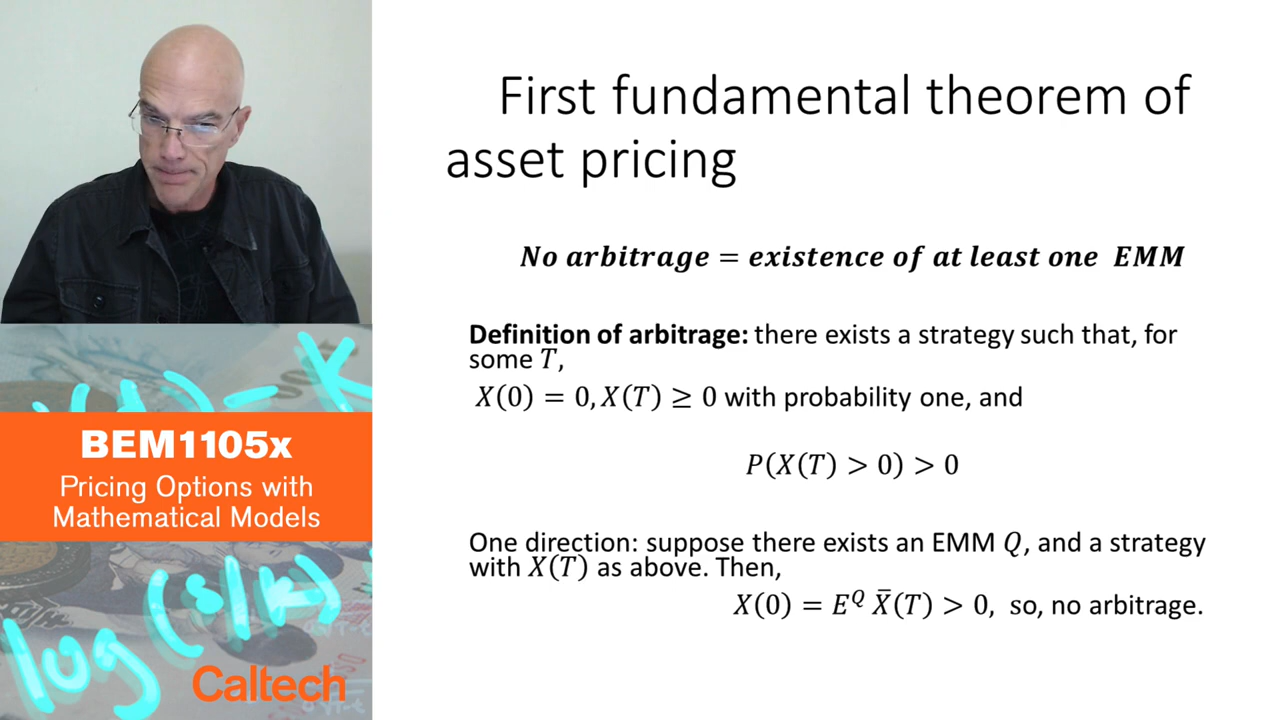 First fundamental theorem of
asset pricing
No arbitrage = existence of at least one EMM
Definition of arbitrage: there exists a strategy such that, for
some T,
X(0) = 0, X(T) ≥ 0 with probability one, and
P(X(T) > 0) > 0
One direction: suppose there exists an EMM Q, and a strategy
with X(T) as above. Then,
X(0) = E^Q X̄(T) > 0, so, no arbitrage.
BEM1105x
Pricing Options with
Mathematical Models
log(s/k)
Caltech